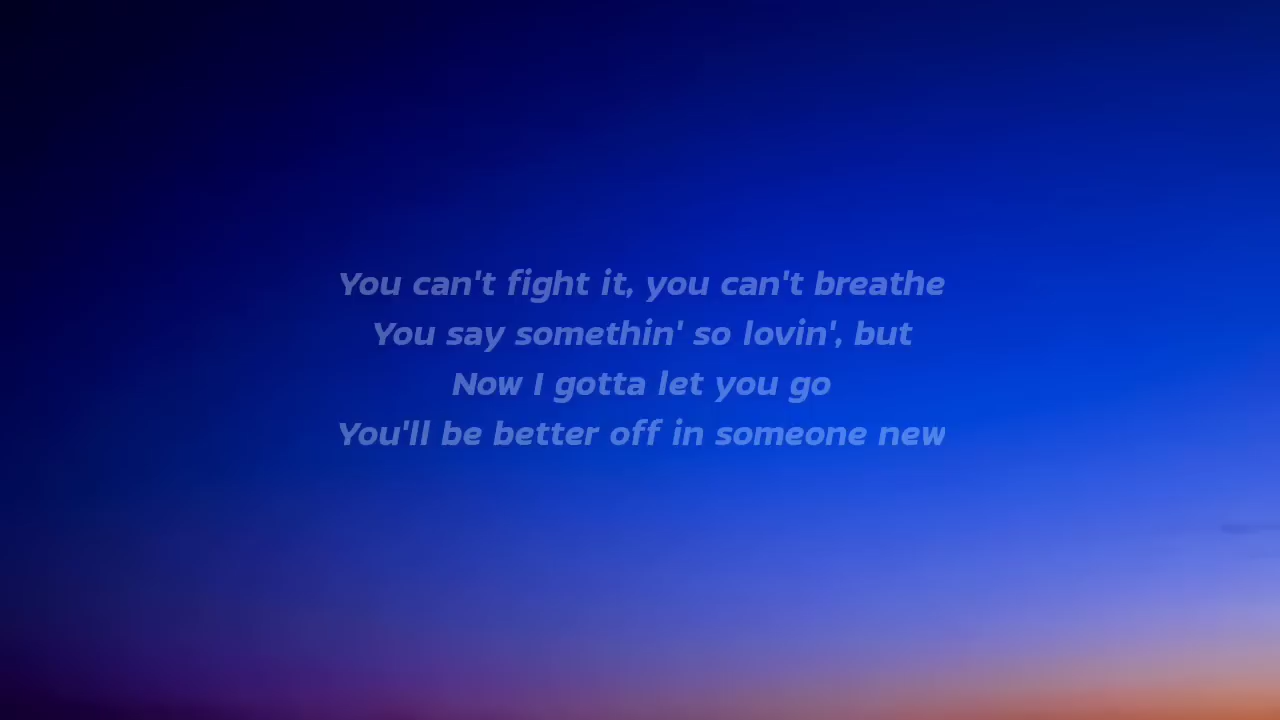 You can't fight it, you can't breathe
You say somethin' so lovin', but
Now I gotta let you go
You'll be better off in someone new